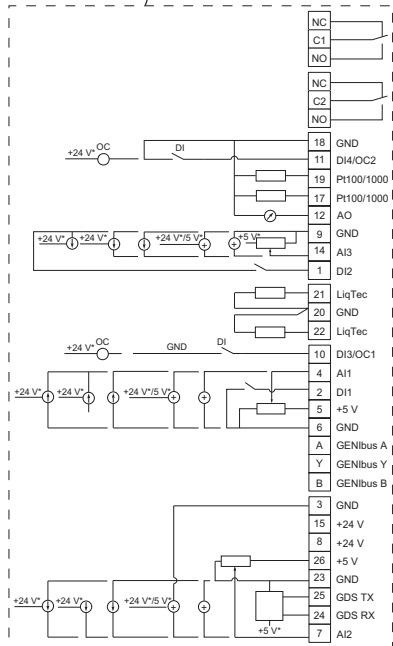 NC
C1
NO
NC
C2
NO
18 GND
+24 V* OC DI 11 DI4/OC2
19 Pt100/1000
17 Pt100/1000
12 AO
9 GND
+24 V* +24 V* +24 V*/5 V* +5 V*
14 AI3
1 DI2
21 LiqTec
20 GND
22 LiqTec
+24 V* OC GND DI 10 DI3/OC1
4 AI1
+24 V* +24 V* +24 V*/5 V* 2 DI1
5 +5 V
6 GND
A GENIbus A
Y GENIbus Y
B GENIbus B
3 GND
15 +24 V
8 +24 V
26 +5 V
23 GND
25 GDS TX
+24 V* +24 V* +24 V*/5 V* 24 GDS RX
+5 V* 7 AI2